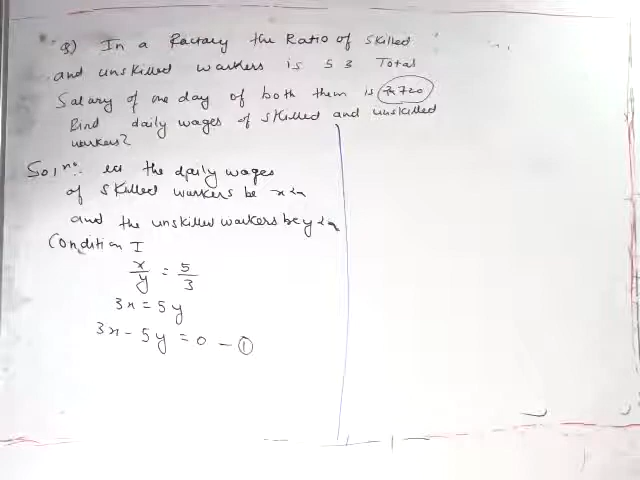 Q) In a factory the Ratio of skilled
and unskilled workers is 5 3 Total
Salary of one day of both them is ₹720
Find daily wages of skilled and unskilled
workers?
Soln:- the daily wages
of skilled workers be x
and the unskilled workers be y
Condition I
x/y = 5/3
3x = 5y
3x - 5y = 0 - ①